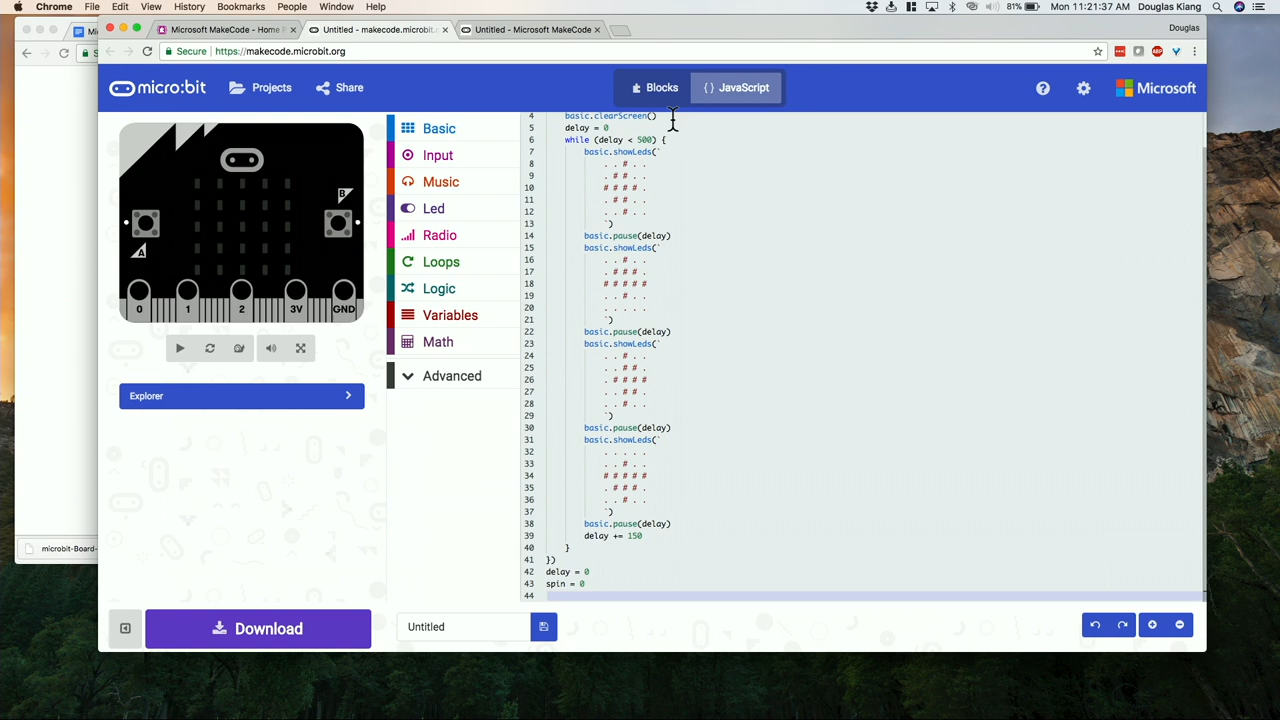 Chrome File Edit View History Bookmarks People Window Help
81% Mon 11:21:37 AM Douglas Kiang
Microsoft MakeCode - Home
Untitled - makecode.microbit.
Untitled - Microsoft MakeCode
Douglas
Secure https://makecode.microbit.org
micro:bit Projects Share Blocks {} JavaScript Microsoft
Basic
Input
Music
Led
Radio
Loops
Logic
Variables
Math
Advanced
A
B
0 1 2 3V GND
Explorer
4 basic.clearScreen()
5 delay = 0
6 while (delay < 500) {
7 basic.showLeds(`
8 . . # . .
9 . # # . .
10 # # # # .
11 . # # . .
12 . . # . .
13 `)
14 basic.pause(delay)
15 basic.showLeds(`
16 . . # . .
17 . # # # .
18 # # # # #
19 . . # . .
20 . . . . .
21 `)
22 basic.pause(delay)
23 basic.showLeds(`
24 . . # . .
25 . . # # .
26 . # # # #
27 . . # # .
28 . . # . .
29 `)
30 basic.pause(delay)
31 basic.showLeds(`
32 . . . . .
33 . . # . .
34 # # # # #
35 . # # # .
36 . . # . .
37 `)
38 basic.pause(delay)
39 delay += 150
40 }
41 })
42 delay = 0
43 spin = 0
44
microbit-Board-
Download
Untitled